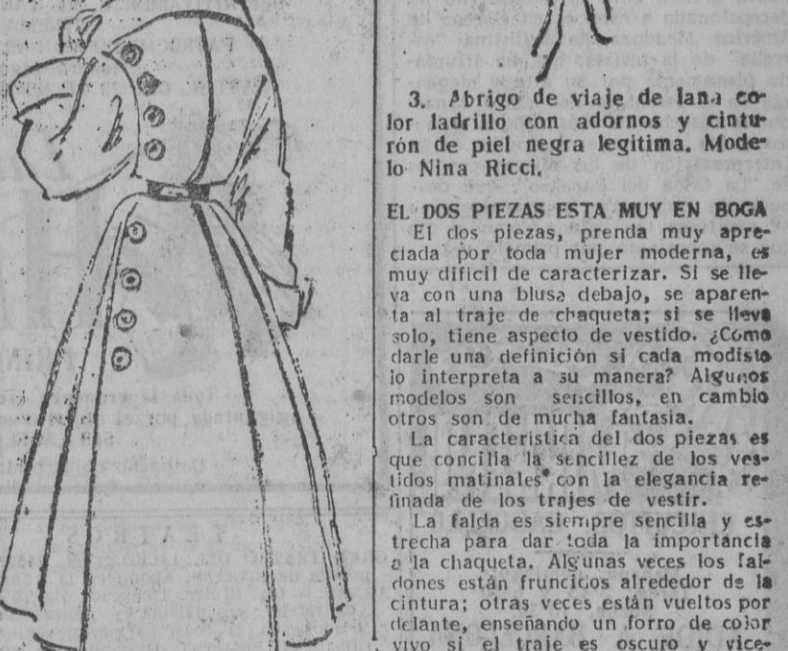 3. Abrigo de viaje de lana co-
lor ladrillo con adornos y cintu-
rón de piel negra legitima. Mode-
lo Nina Ricci.
EL DOS PIEZAS ESTA MUY EN BOGA
El dos piezas, prenda muy apre-
ciada por toda mujer moderna, es
muy dificil de caracterizar. Si se lle-
va con una blusa debajo, se aparen-
ta al traje de chaqueta; si se lleva
solo, tiene aspecto de vestido. ¿Cómo
darle una definición si cada modisto
lo interpreta a su manera? Algunos
modelos son sencillos, en cambio
otros son de mucha fantasia.
La caracteristica del dos piezas es
que concilia la sencillez de los ves-
tidos matinales con la elegancia re-
finada de los trajes de vestir.
La falda es siempre sencilla y es-
trecha para dar toda la importancia
a la chaqueta. Algunas veces los fal-
dones están fruncidos alrededor de la
cintura; otras veces están vueltos por
delante, enseñando un forro de color
vivo si el traje es oscuro y vice-